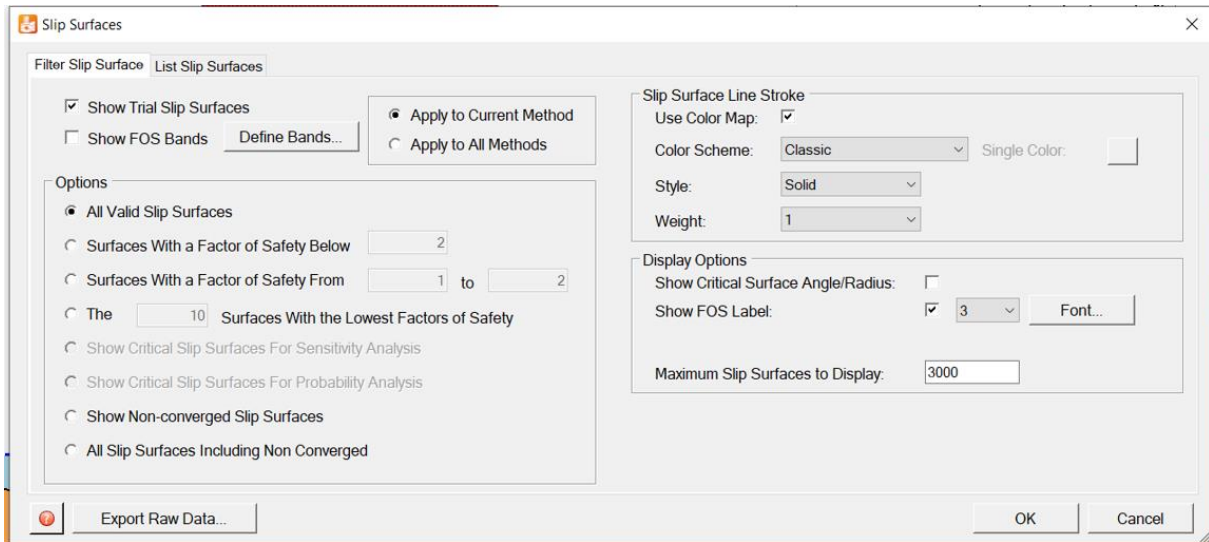 Slip Surfaces
Filter Slip Surface
List Slip Surfaces
Show Trial Slip Surfaces
Show FOS Bands
Define Bands...
Apply to Current Method
Apply to All Methods
Options
All Valid Slip Surfaces
Surfaces With a Factor of Safety Below 2
Surfaces With a Factor of Safety From 1 to 2
The 10 Surfaces With the Lowest Factors of Safety
Show Critical Slip Surfaces For Sensitivity Analysis
Show Critical Slip Surfaces For Probability Analysis
Show Non-converged Slip Surfaces
All Slip Surfaces Including Non Converged
Slip Surface Line Stroke
Use Color Map:
Color Scheme: Classic Single Color:
Style: Solid
Weight: 1
Display Options
Show Critical Surface Angle/Radius:
Show FOS Label: 3 Font...
Maximum Slip Surfaces to Display: 3000
? Export Raw Data...
OK Cancel